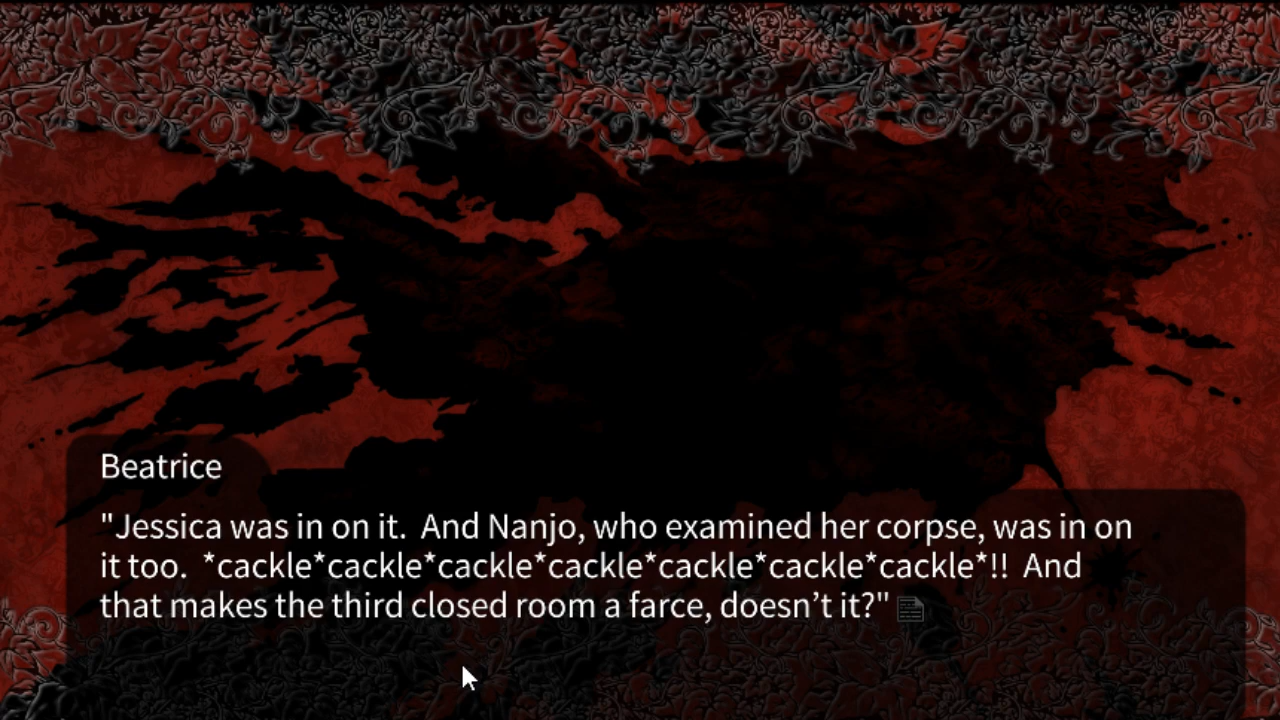 Beatrice
"Jessica was in on it.  And Nanjo, who examined her corpse, was in on
it too.  *cackle*cackle*cackle*cackle*cackle*cackle*cackle*!!  And
that makes the third closed room a farce, doesn’t it?"